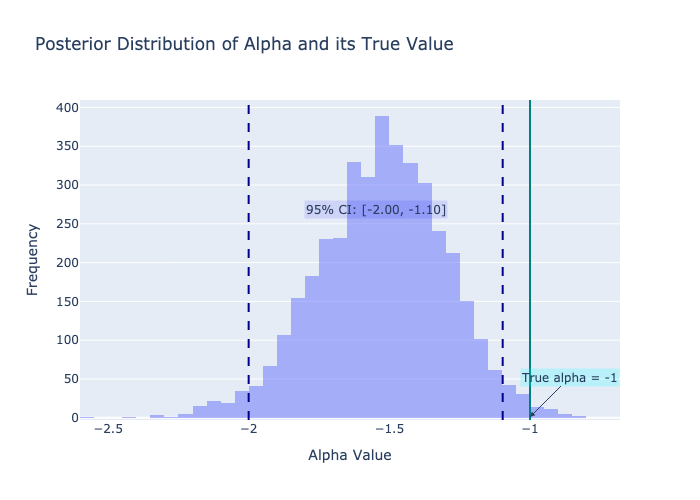 Posterior Distribution of Alpha and its True Value
400
350
300
250
200
150
100
50
0
Frequency
95% CI: [-2.00, -1.10]
True alpha = -1
−2.5 −2 −1.5 −1
Alpha Value